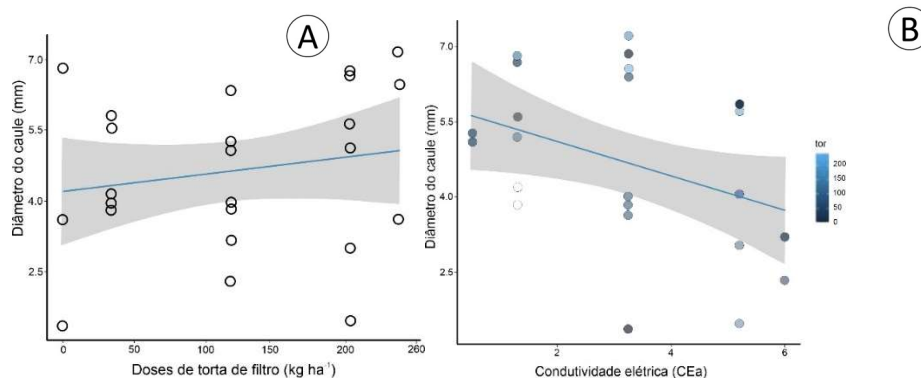 A
B
Diâmetro do caule (mm)
7.0
5.5
4.0
2.5
0 50 100 150 200 260
Doses de torta de filtro (kg ha⁻¹)
Diâmetro do caule (mm)
7.0
5.5
4.0
2.5
2 4 6
Condutividade elétrica (CEa)
tor
200
150
100
50
0